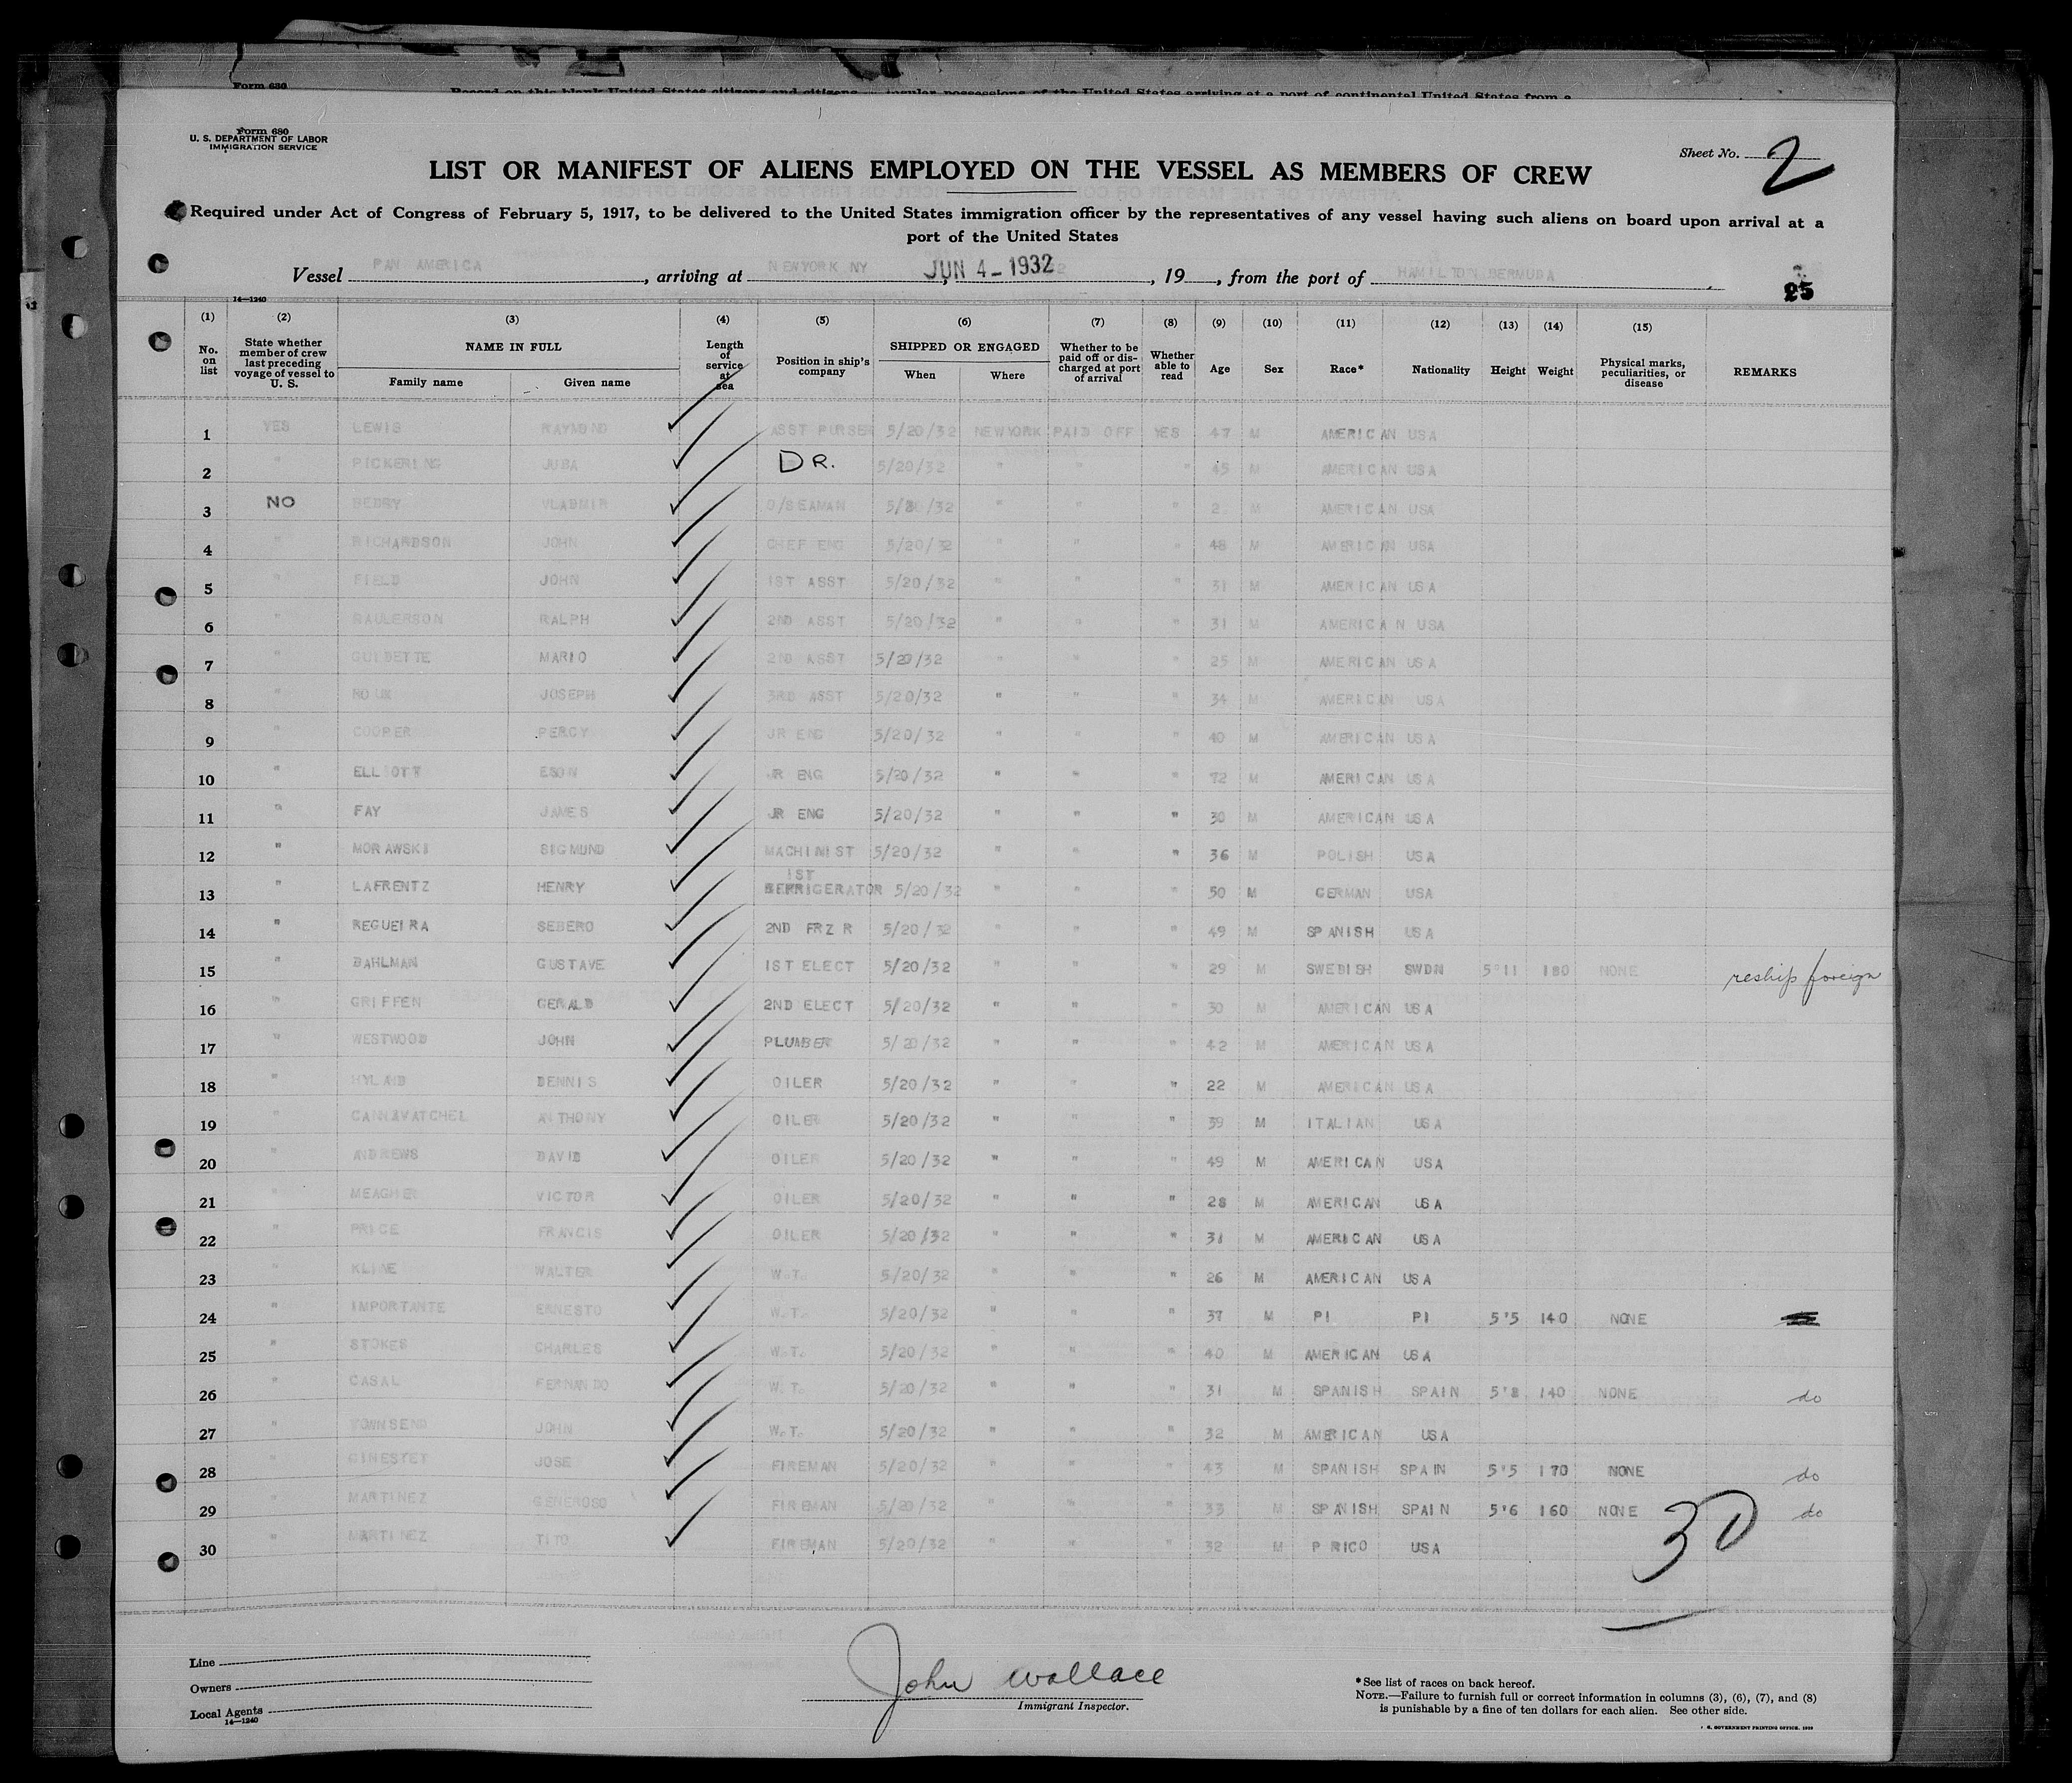 Form 680
Form 680
U. S. DEPARTMENT OF LABOR
IMMIGRATION SERVICE
Sheet No. 2
LIST OR MANIFEST OF ALIENS EMPLOYED ON THE VESSEL AS MEMBERS OF CREW
Required under Act of Congress of February 5, 1917, to be delivered to the United States immigration officer by the representatives of any vessel having such aliens on board upon arrival at a
port of the United States
Vessel PAN AMERICA, arriving at NEWYORK NY JUN 4-1932, 19, from the port of HAMILTON BERMUDA
25
14—1240
(1) (2) (3) (4) (5) (6) (7) (8) (9) (10) (11) (12) (13) (14) (15)
No. on list
State whether member of crew last preceding voyage of vessel to U. S.
NAME IN FULL
Family name Given name
Length of service at sea
Position in ship's company
SHIPPED OR ENGAGED
When Where
Whether to be paid off or discharged at port of arrival
Whether able to read
Age Sex Race* Nationality Height Weight
Physical marks, peculiarities, or disease
REMARKS
1 YES LEWIS RAYMOND ASST PURSER 5/20/32 NEWYORK PAID OFF YES 47 M AMERICAN USA
2 " PICKERING JUBA DR. 5/20/32 " " " 45 M AMERICAN USA
3 NO BEDRY VLADMIR O/SEAMAN " " " M AMERICAN USA
4 " RICHARDSON JOHN CHEF ENG 5/20/32 " " " 48 M AMERICAN USA
5 " FIELD JOHN 1ST ASST 5/20/32 " " " 31 M AMERICAN USA
6 " RALPH 2ND ASST 5/20/32 " " " 31 M AMERICAN USA
7 " MARIO 2ND ASST 5/20/32 " " " 25 M AMERICAN USA
8 " JOSEPH 3RD ASST 5/20/32 " " " 34 M AMERICAN USA
9 " COOPER PERCY JR ENG 5/20/32 " " " 40 M AMERICAN USA
10 " ELLIOTT JR ENG 5/20/32 " " " M AMERICAN USA
11 " FAY JAMES JR ENG 5/20/32 " " " 30 M AMERICAN USA
12 " MORAWSKI SIGMUND MACHINIST 5/20/32 " " " 36 M POLISH USA
13 " LAFRENTZ HENRY 1ST REFRIGERATOR 5/20/32 " " " 50 M GERMAN USA
14 " REGUEIRA SEBERO 2ND FRZ R 5/20/32 " " " 49 M SPANISH USA
15 " DAHLMAN GUSTAVE 1ST ELECT 5/20/32 " " " 29 M SWEDISH SWDN 5'11 180 NONE reship foreign
16 " GRIFFEN GERALD 2ND ELECT 5/20/32 " " " 30 M AMERICAN USA
17 " WESTWOOD JOHN PLUMBER 5/20/32 " " " 42 M AMERICAN USA
18 " HYLAND DENNIS OILER 5/20/32 " " " 22 M AMERICAN USA
19 " CANNAVATCHEL ANTHONY OILER 5/20/32 " " " 39 M ITALIAN USA
20 " ANDREWS DAVID OILER 5/20/32 " " " 49 M AMERICAN USA
21 " MEAGHER VICTOR OILER 5/20/32 " " " 28 M AMERICAN USA
22 " PRICE FRANCIS OILER 5/20/32 " " " 31 M AMERICAN USA
23 " KLINE WALTER W.T. 5/20/32 " " " 26 M AMERICAN USA
24 " IMPORTANTE ERNESTO W.T. 5/20/32 " " " 37 M PI PI 5'5 140 NONE
25 " STOKES CHARLES W.T. 5/20/32 " " " 40 M AMERICAN USA
26 " CASAL FERNANDO W.T. 5/20/32 " " " 31 M SPANISH SPAIN 5'8 140 NONE do
27 " TOWNSEND JOHN W.T. 5/20/32 " " " 32 M AMERICAN USA
28 " GINESTET JOSE FIREMAN 5/20/32 " " " 43 M SPANISH SPAIN 5'5 170 NONE do
29 " MARTINEZ GENEROSO FIREMAN 5/20/32 " " " 33 M SPANISH SPAIN 5'6 160 NONE do
30 " MARTINEZ TITO FIREMAN 5/20/32 " " " 32 M P RICO USA
30
Line
Owners
Local Agents
14—1240
John Wallace
Immigrant Inspector.
*See list of races on back hereof.
NOTE.—Failure to furnish full or correct information in columns (3), (6), (7), and (8)
is punishable by a fine of ten dollars for each alien. See other side.